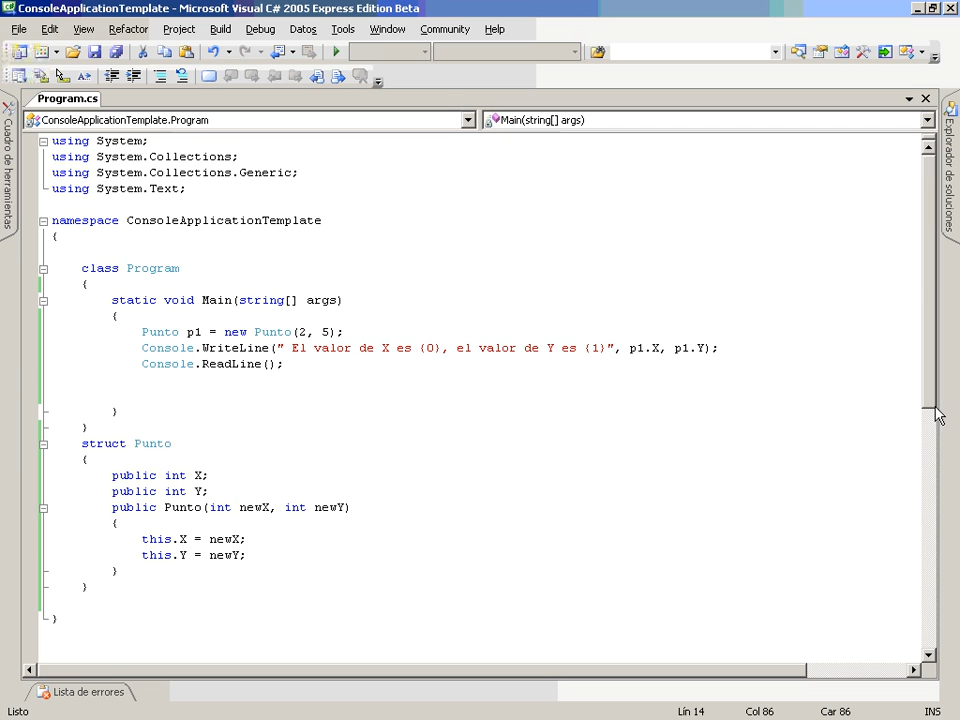 ConsoleApplicationTemplate - Microsoft Visual C# 2005 Express Edition Beta
File Edit View Refactor Project Build Debug Datos Tools Window Community Help
Program.cs
ConsoleApplicationTemplate.Program
Main(string[] args)
Cuadro de herramientas
Explorador de soluciones
using System;
using System.Collections;
using System.Collections.Generic;
using System.Text;
namespace ConsoleApplicationTemplate
{
class Program
{
static void Main(string[] args)
{
Punto p1 = new Punto(2, 5);
Console.WriteLine(" El valor de X es {0}, el valor de Y es {1}", p1.X, p1.Y);
Console.ReadLine();
}
}
struct Punto
{
public int X;
public int Y;
public Punto(int newX, int newY)
{
this.X = newX;
this.Y = newY;
}
}
}
Lista de errores
Listo
Lín 14
Col 86
Car 86
INS